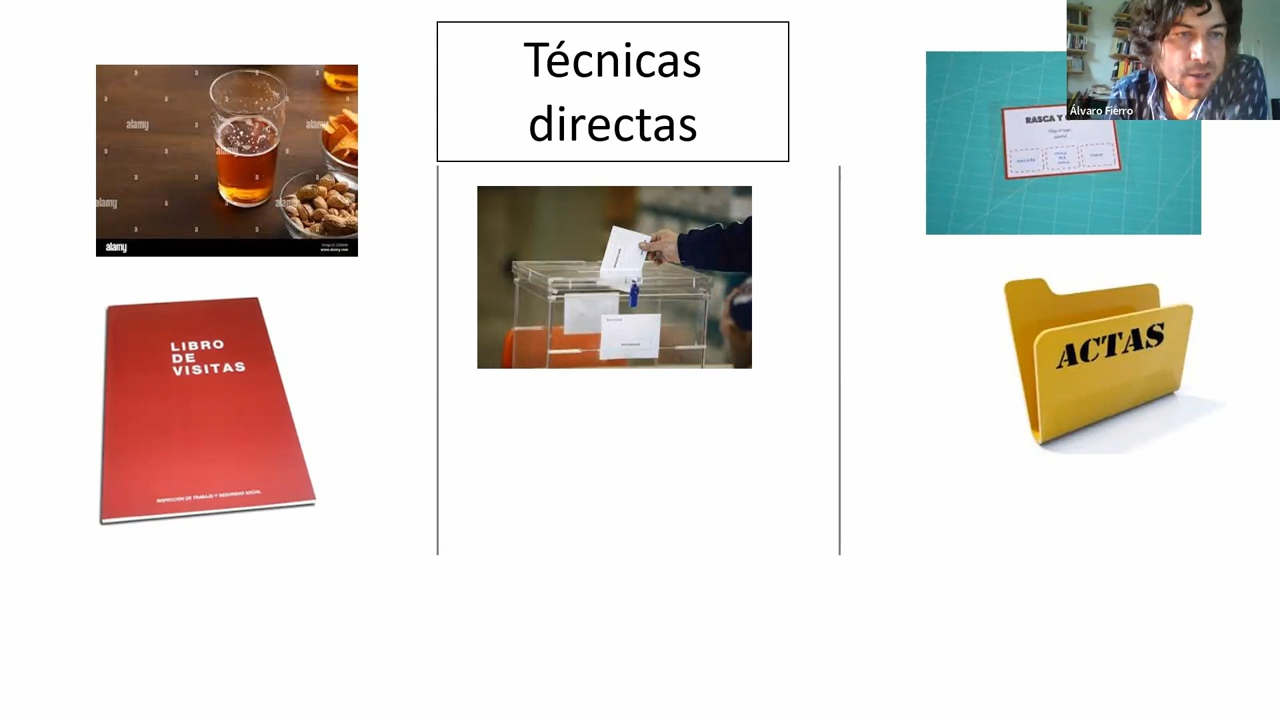 Técnicas
directas
Álvaro Fierro
alamy
alamy
alamy
alamy
alamy
alamy
www.alamy.com
RASCA Y
LIBRO
DE
VISITAS
INSPECCIÓN DE TRABAJO Y SEGURIDAD SOCIAL
ACTAS